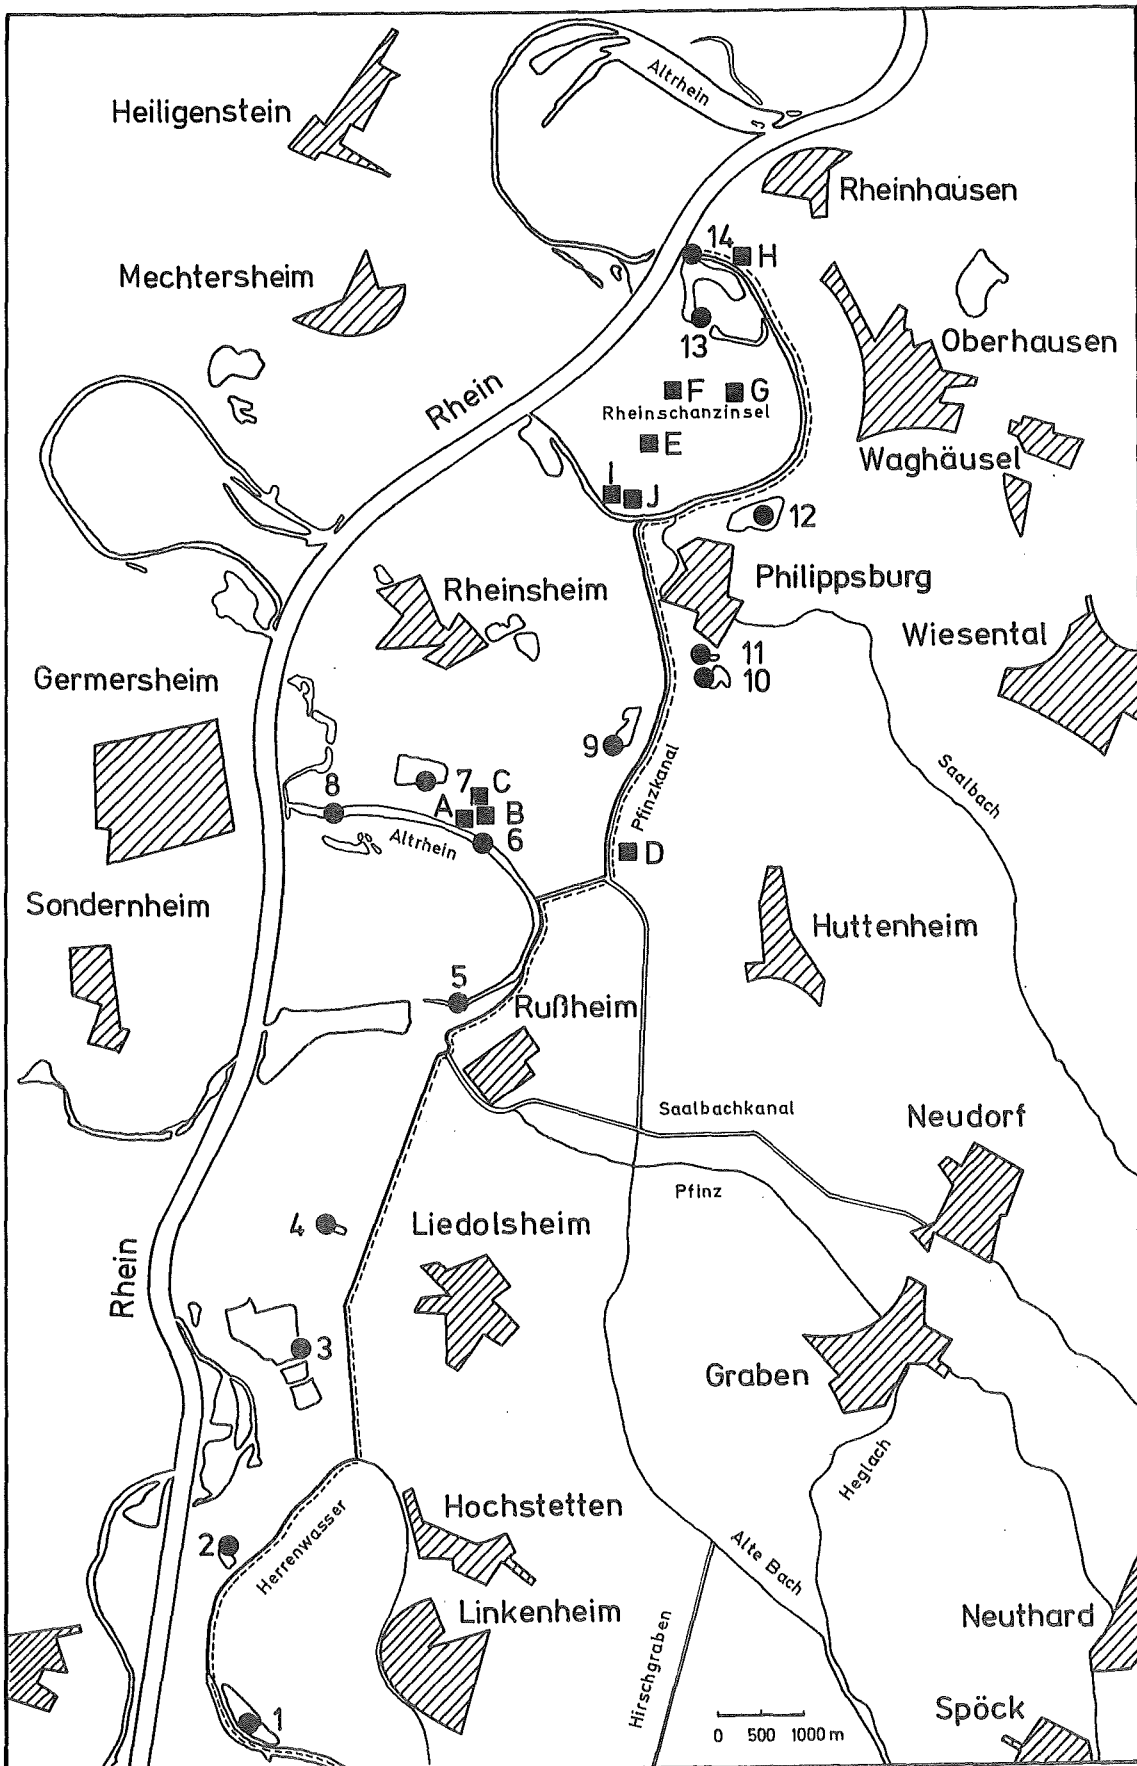 Altrhein
Heiligenstein
Rheinhausen
14
H
Mechtersheim
13
Oberhausen
Rhein
F
G
Rheinschanzinsel
E
Waghäusel
I
J
12
Philippsburg
Rheinsheim
Wiesental
11
10
Germersheim
9
Pfinzkanal
Saalbach
8
7
C
A
B
6
Altrhein
D
Sondernheim
Huttenheim
5
Rußheim
Saalbachkanal
Neudorf
Pfinz
4
Liedolsheim
Rhein
3
Graben
Heglach
Hochstetten
2
Herrenwasser
Alte Bach
Linkenheim
Neuthard
Hirschgraben
1
Spöck
0 500 1000 m